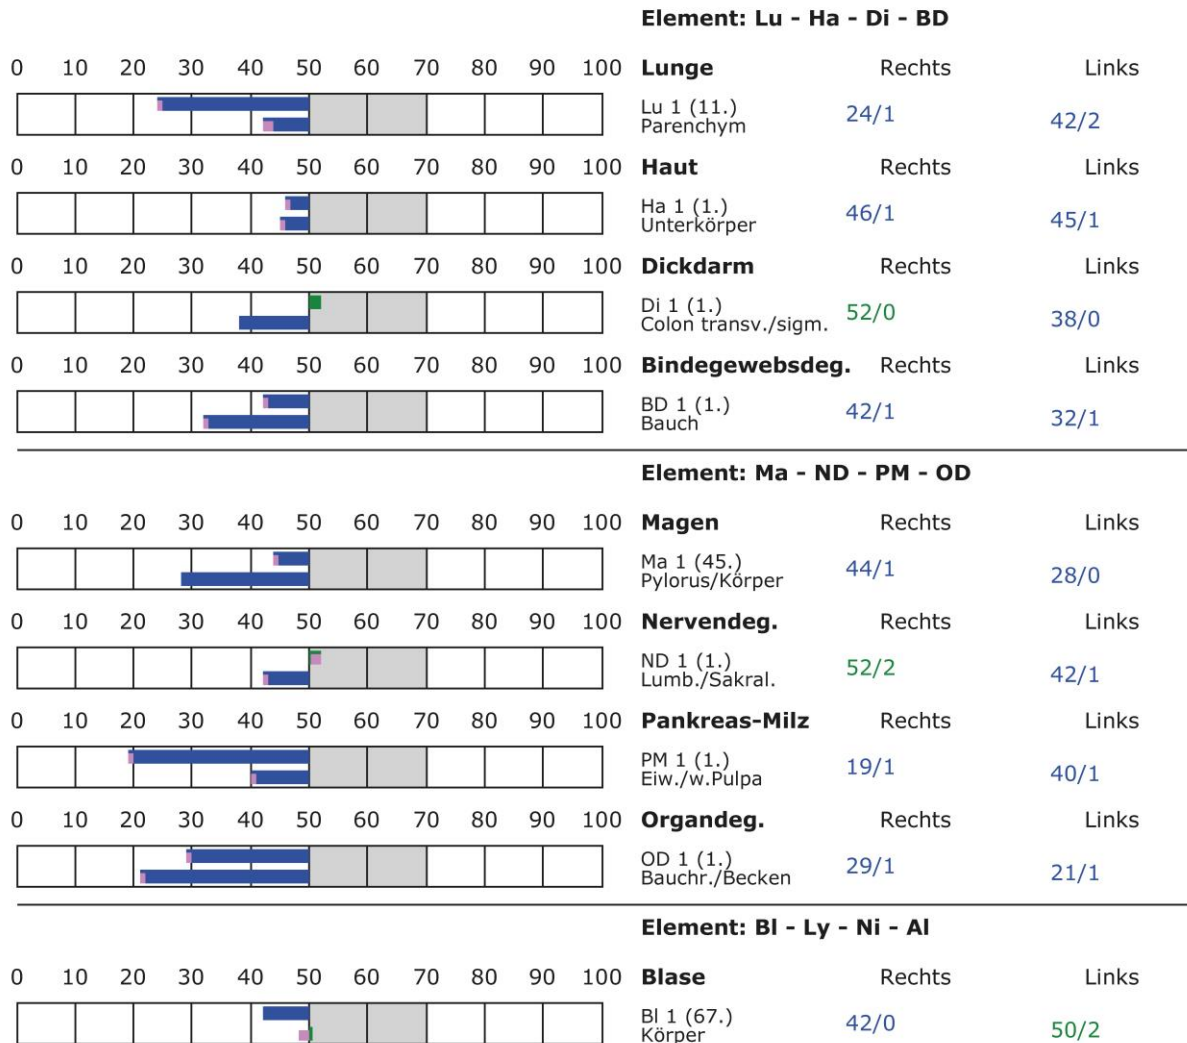 Element: Lu - Ha - Di - BD
0 10 20 30 40 50 60 70 80 90 100 Lunge Rechts Links
Lu 1 (11.) 24/1 42/2
Parenchym
0 10 20 30 40 50 60 70 80 90 100 Haut Rechts Links
Ha 1 (1.) 46/1 45/1
Unterkörper
0 10 20 30 40 50 60 70 80 90 100 Dickdarm Rechts Links
Di 1 (1.) 52/0 38/0
Colon transv./sigm.
0 10 20 30 40 50 60 70 80 90 100 Bindegewebsdeg. Rechts Links
BD 1 (1.) 42/1 32/1
Bauch
Element: Ma - ND - PM - OD
0 10 20 30 40 50 60 70 80 90 100 Magen Rechts Links
Ma 1 (45.) 44/1 28/0
Pylorus/Körper
0 10 20 30 40 50 60 70 80 90 100 Nervendeg. Rechts Links
ND 1 (1.) 52/2 42/1
Lumb./Sakral.
0 10 20 30 40 50 60 70 80 90 100 Pankreas-Milz Rechts Links
PM 1 (1.) 19/1 40/1
Eiw./w.Pulpa
0 10 20 30 40 50 60 70 80 90 100 Organdeg. Rechts Links
OD 1 (1.) 29/1 21/1
Bauchr./Becken
Element: Bl - Ly - Ni - Al
0 10 20 30 40 50 60 70 80 90 100 Blase Rechts Links
Bl 1 (67.) 42/0 50/2
Körper